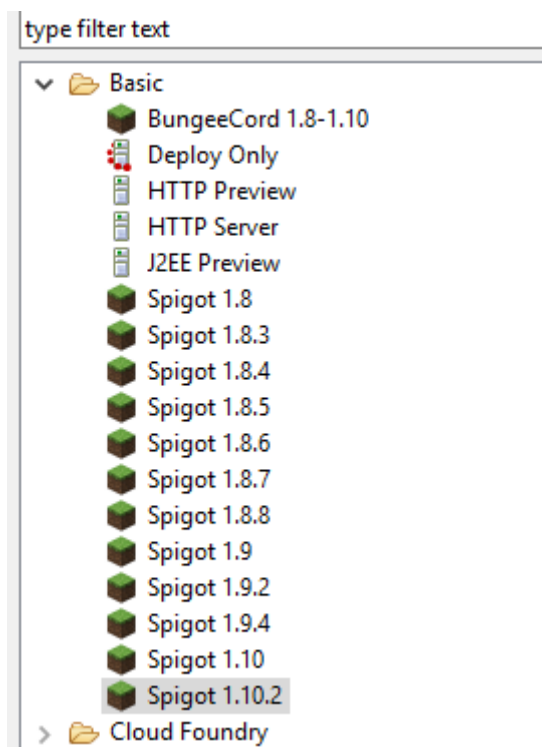 type filter text
Basic
BungeeCord 1.8-1.10
Deploy Only
HTTP Preview
HTTP Server
J2EE Preview
Spigot 1.8
Spigot 1.8.3
Spigot 1.8.4
Spigot 1.8.5
Spigot 1.8.6
Spigot 1.8.7
Spigot 1.8.8
Spigot 1.9
Spigot 1.9.2
Spigot 1.9.4
Spigot 1.10
Spigot 1.10.2
Cloud Foundry